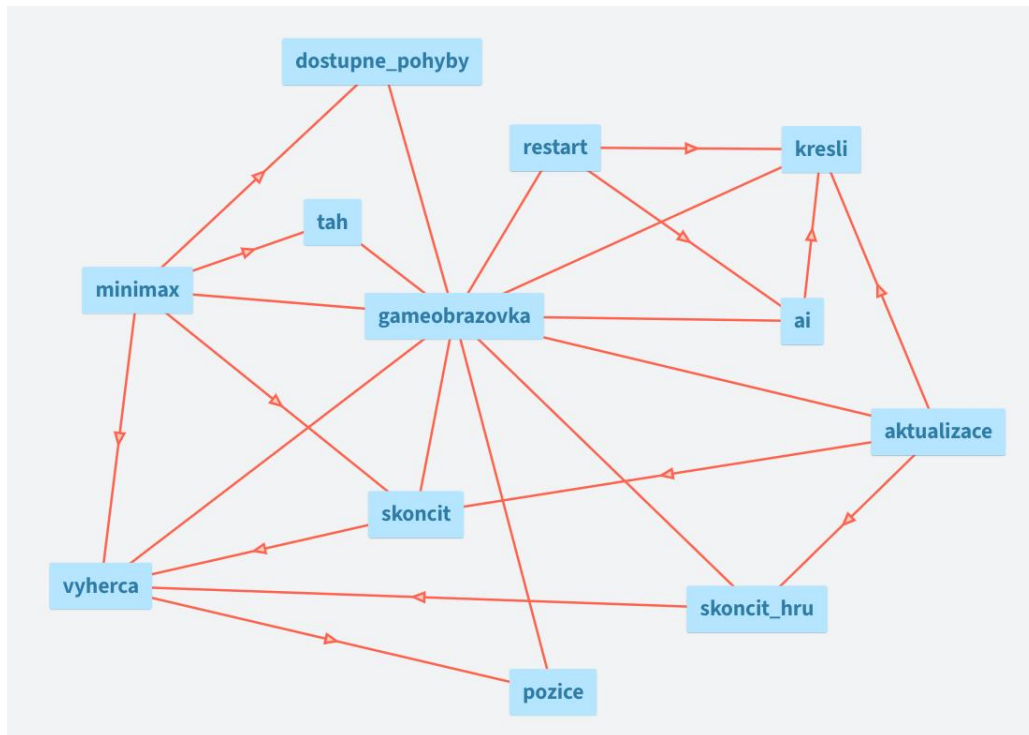 dostupne_pohyby
restart
kresli
tah
minimax
gameobrazovka
ai
aktualizace
skoncit
vyherca
skoncit_hru
pozice